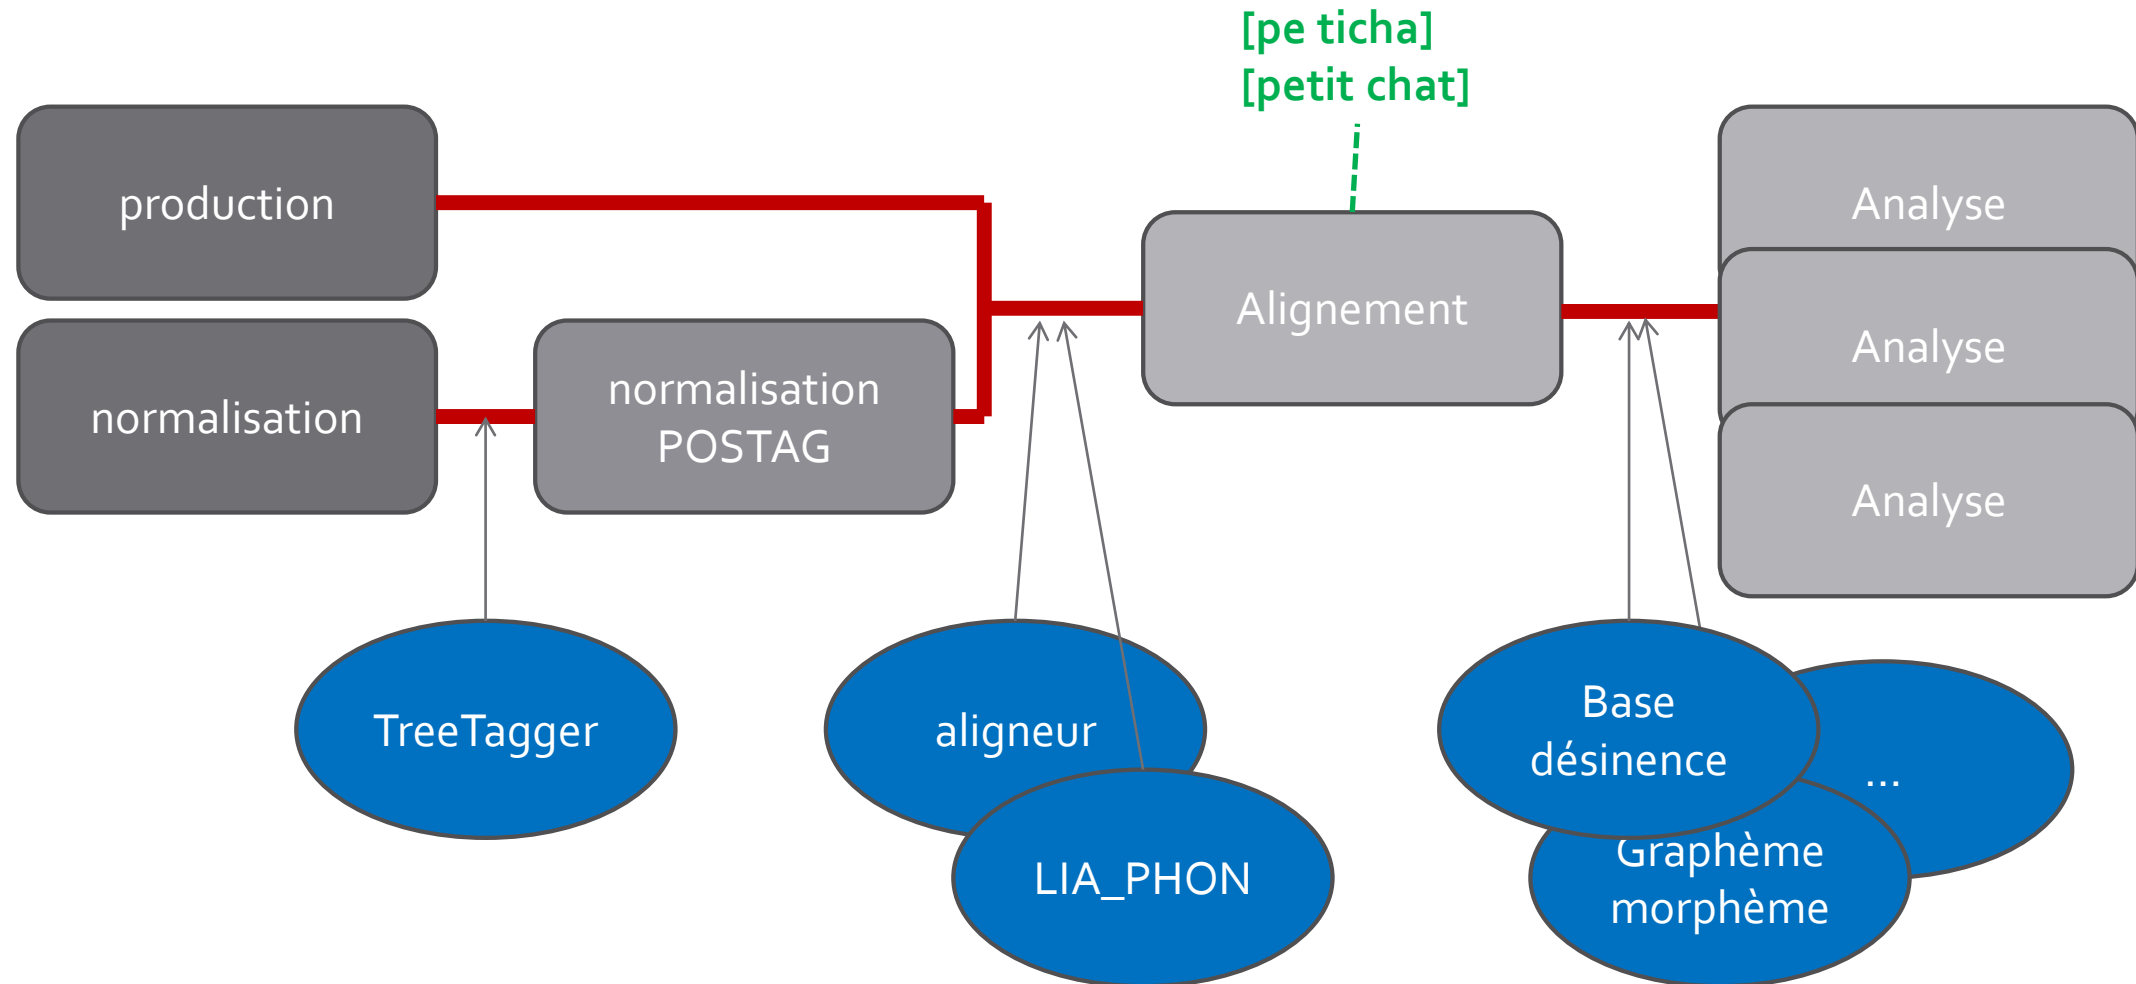 [pe ticha]
[petit chat]
production
Analyse
Alignement
Analyse
normalisation
normalisation
POSTAG
Analyse
TreeTagger
aligneur
Base
désinence
...
LIA_PHON
Graphème
morphème